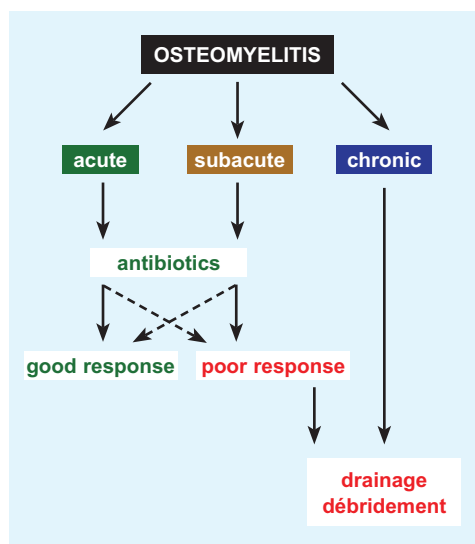 OSTEOMYELITIS
acute
subacute
chronic
antibiotics
good response
poor response
drainage
débridement